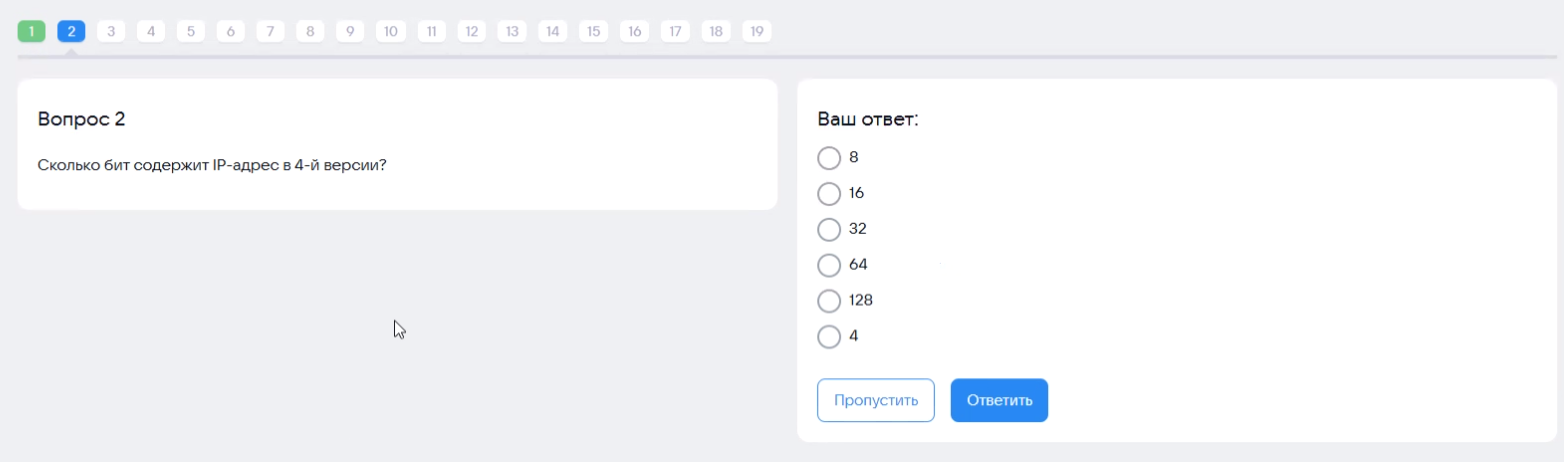 1 2 3 4 5 6 7 8 9 10 11 12 13 14 15 16 17 18 19
Вопрос 2
Сколько бит содержит IP-адрес в 4-й версии?
Ваш ответ:
8
16
32
64
128
4
Пропустить Ответить